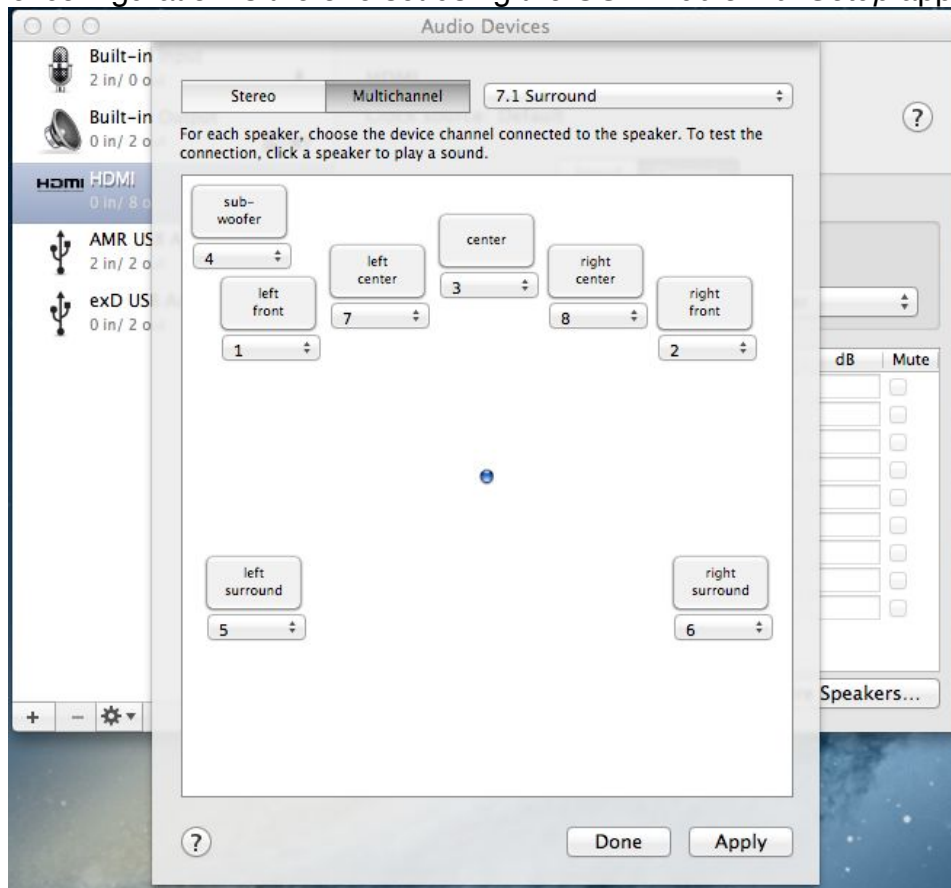 Audio Devices
Built-in
2 in/ 0 o
Built-in
0 in/ 2 o
HDMI HDMI
0 in/ 8 o
AMR US
2 in/ 2 o
exD US
0 in/ 2 o
Stereo
Multichannel
7.1 Surround
For each speaker, choose the device channel connected to the speaker. To test the
connection, click a speaker to play a sound.
sub-
woofer
4
left
front
1
left
center
7
center
3
right
center
8
right
front
2
left
surround
5
right
surround
6
?
Done
Apply
?
dB
Mute
Speakers...
+
−